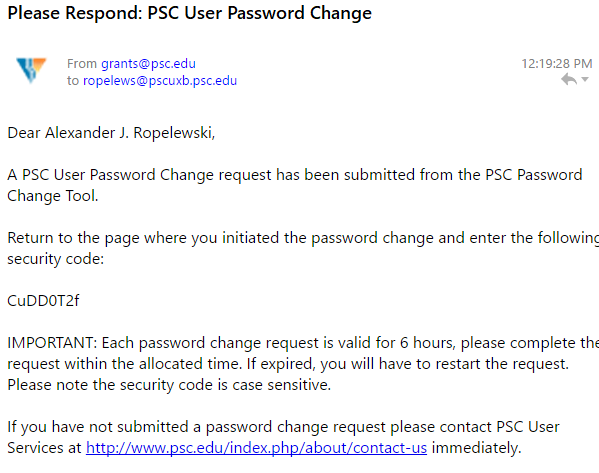 Please Respond: PSC User Password Change
From grants@psc.edu
12:19:28 PM
to ropelews@pscuxb.psc.edu
Dear Alexander J. Ropelewski,
A PSC User Password Change request has been submitted from the PSC Password
Change Tool.
Return to the page where you initiated the password change and enter the following
security code:
CuDD0T2f
IMPORTANT: Each password change request is valid for 6 hours, please complete the
request within the allocated time. If expired, you will have to restart the request.
Please note the security code is case sensitive.
If you have not submitted a password change request please contact PSC User
Services at http://www.psc.edu/index.php/about/contact-us immediately.